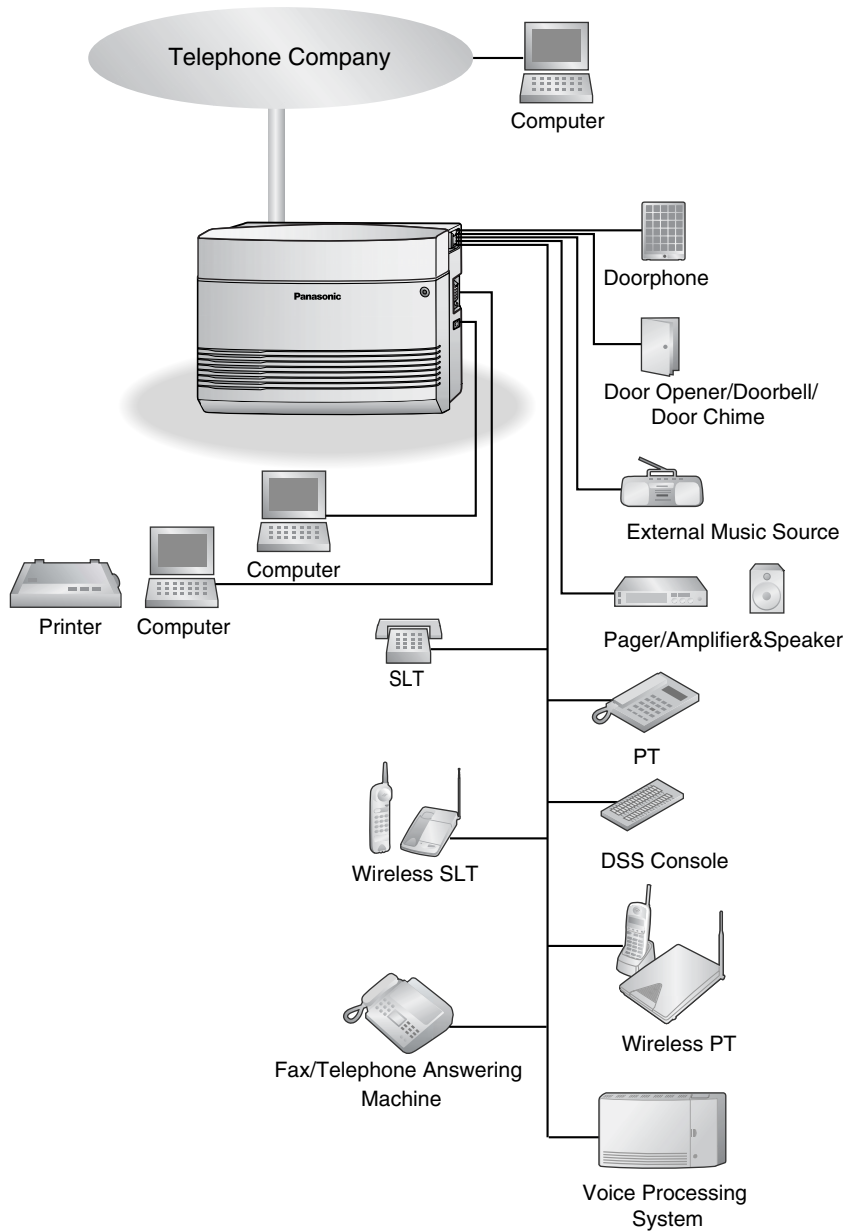 Telephone Company
Computer
Panasonic
Doorphone
Door Opener/Doorbell/
Door Chime
External Music Source
Computer
Printer
Computer
Pager/Amplifier&Speaker
SLT
PT
DSS Console
Wireless SLT
Wireless PT
Fax/Telephone Answering
Machine
Voice Processing
System